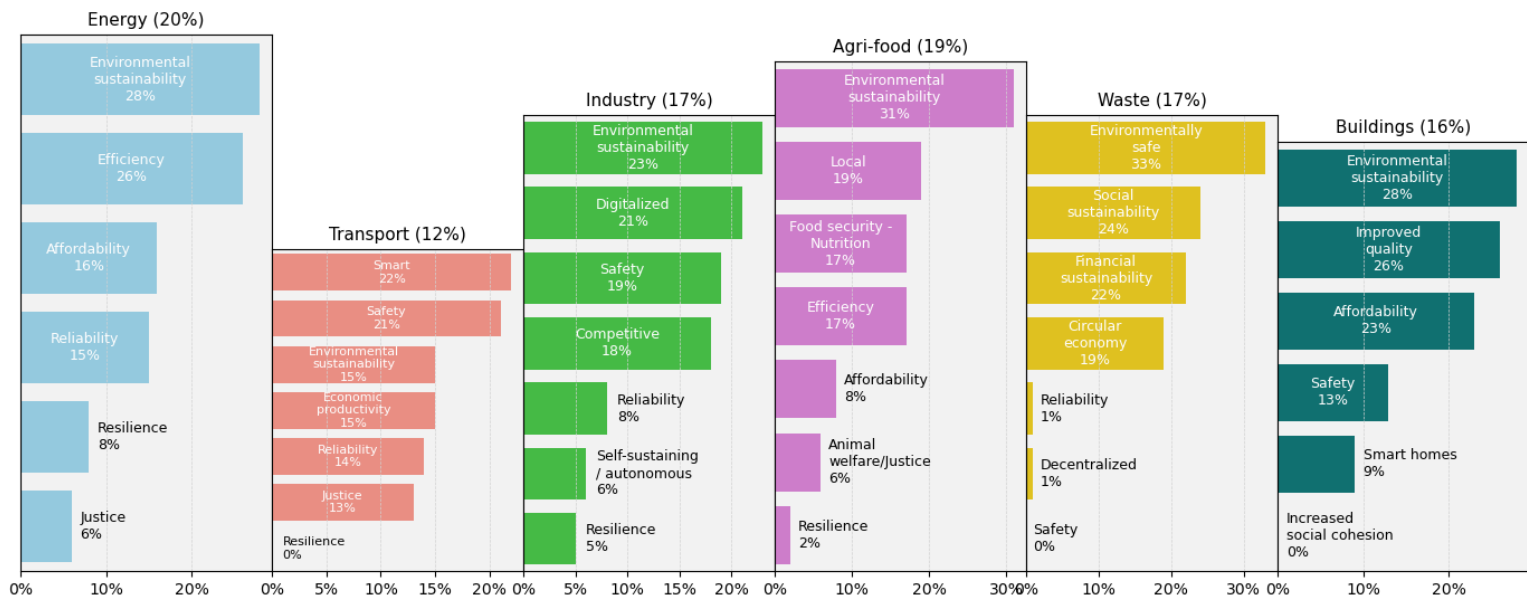 Energy (20%)
Environmental
sustainability
28%
Efficiency
26%
Affordability
16%
Reliability
15%
Resilience
8%
Justice
6%
0%
10%
20%
Transport (12%)
Smart
22%
Safety
21%
Environmental
sustainability
15%
Economic
productivity
15%
Reliability
14%
Justice
13%
Resilience
0%
0%
5%
10%
15%
20%
Industry (17%)
Environmental
sustainability
23%
Digitalized
21%
Safety
19%
Competitive
18%
Reliability
8%
Self-sustaining
/ autonomous
6%
Resilience
5%
0%
5%
10%
15%
20%
Agri-food (19%)
Environmental
sustainability
31%
Local
19%
Food security -
Nutrition
17%
Efficiency
17%
Affordability
8%
Animal
welfare/Justice
6%
Resilience
2%
0%
10%
20%
30%
Waste (17%)
Environmentally
safe
33%
Social
sustainability
24%
Financial
sustainability
22%
Circular
economy
19%
Reliability
1%
Decentralized
1%
Safety
0%
0%
10%
20%
30%
Buildings (16%)
Environmental
sustainability
28%
Improved
quality
26%
Affordability
23%
Safety
13%
Smart homes
9%
Increased
social cohesion
0%
0%
10%
20%